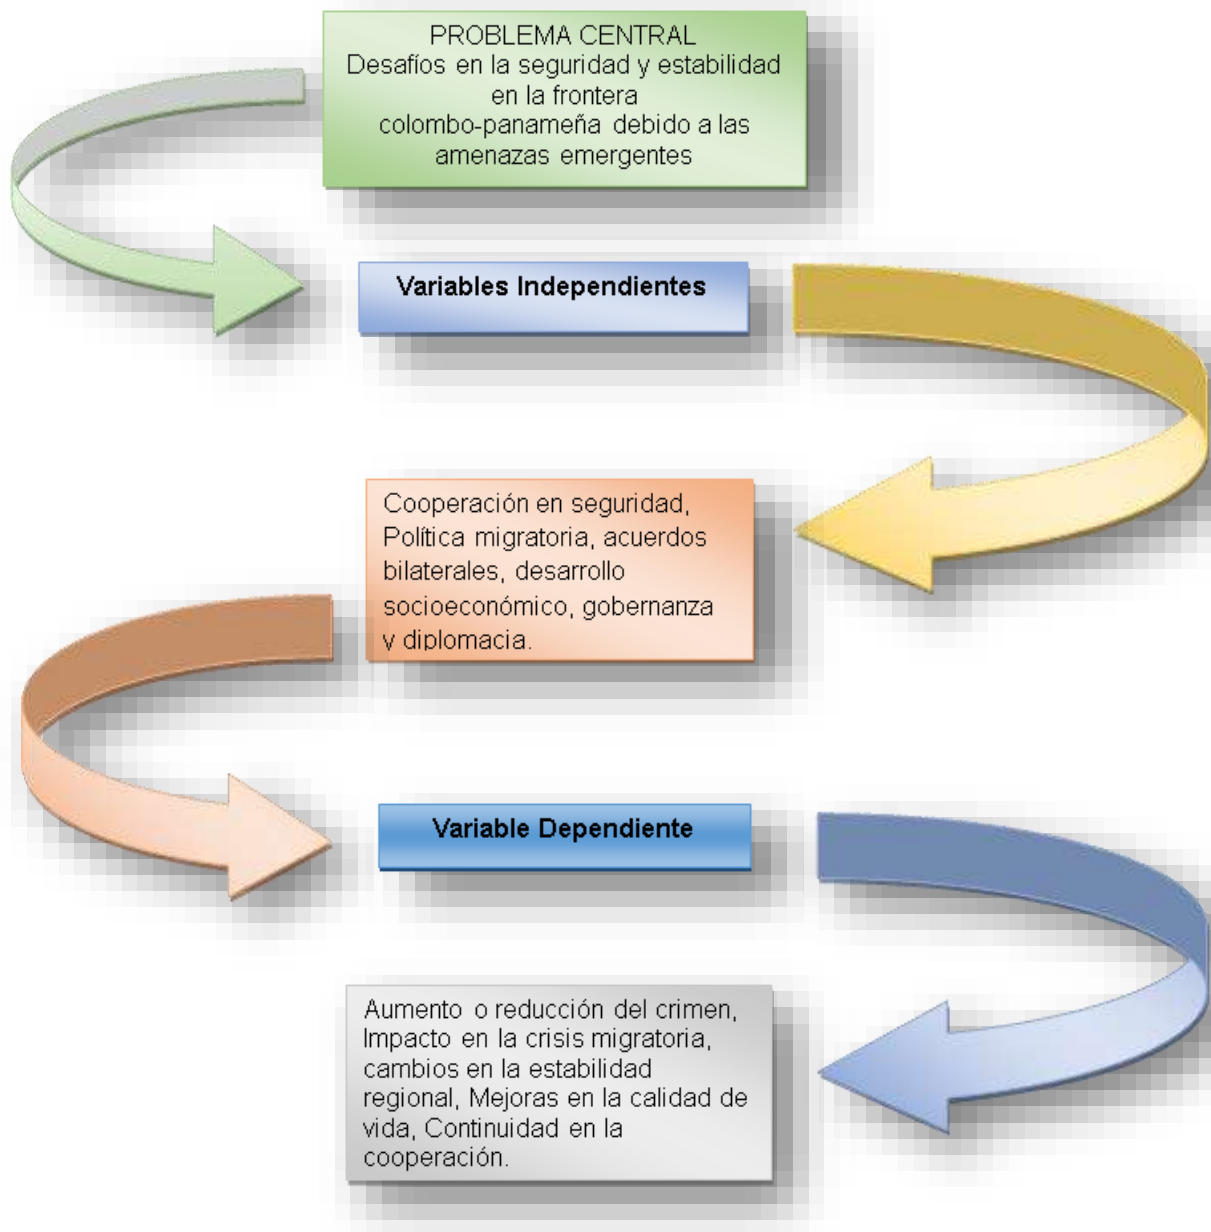 PROBLEMA CENTRAL
Desafíos en la seguridad y estabilidad
en la frontera
colombo-panameña debido a las
amenazas emergentes
Variables Independientes
Cooperación en seguridad,
Política migratoria, acuerdos
bilaterales, desarrollo
socioeconómico, gobernanza
y diplomacia.
Variable Dependiente
Aumento o reducción del crimen,
Impacto en la crisis migratoria,
cambios en la estabilidad
regional, Mejoras en la calidad de
vida, Continuidad en la
cooperación.